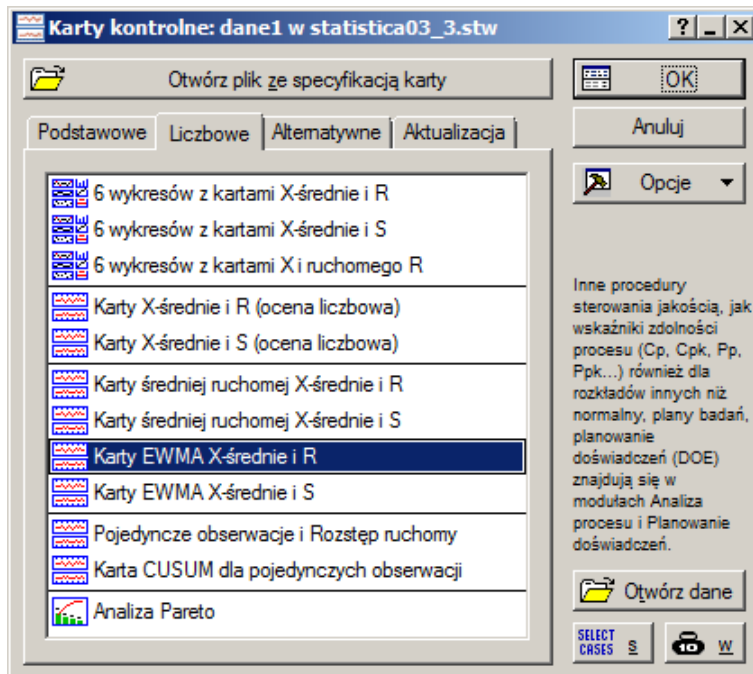 Karty kontrolne: dane1 w statistica03_3.stw
Otwórz plik ze specyfikacją karty
OK
Anuluj
Opcje
Podstawowe
Liczbowe
Alternatywne
Aktualizacja
6 wykresów z kartami X-średnie i R
6 wykresów z kartami X-średnie i S
6 wykresów z kartami X i ruchomego R
Karty X-średnie i R (ocena liczbowa)
Karty X-średnie i S (ocena liczbowa)
Karty średniej ruchomej X-średnie i R
Karty średniej ruchomej X-średnie i S
Karty EWMA X-średnie i R
Karty EWMA X-średnie i S
Pojedyncze obserwacje i Rozstęp ruchomy
Karta CUSUM dla pojedynczych obserwacji
Analiza Pareto
Inne procedury
sterowania jakością, jak
wskaźniki zdolności
procesu (Cp, Cpk, Pp,
Ppk...) również dla
rozkładów innych niż
normalny, plany badań,
planowanie
doświadczeń (DOE)
znajdują się w
modułach Analiza
procesu i Planowanie
doświadczeń.
Otwórz dane
SELECT
CASES
S
10
W